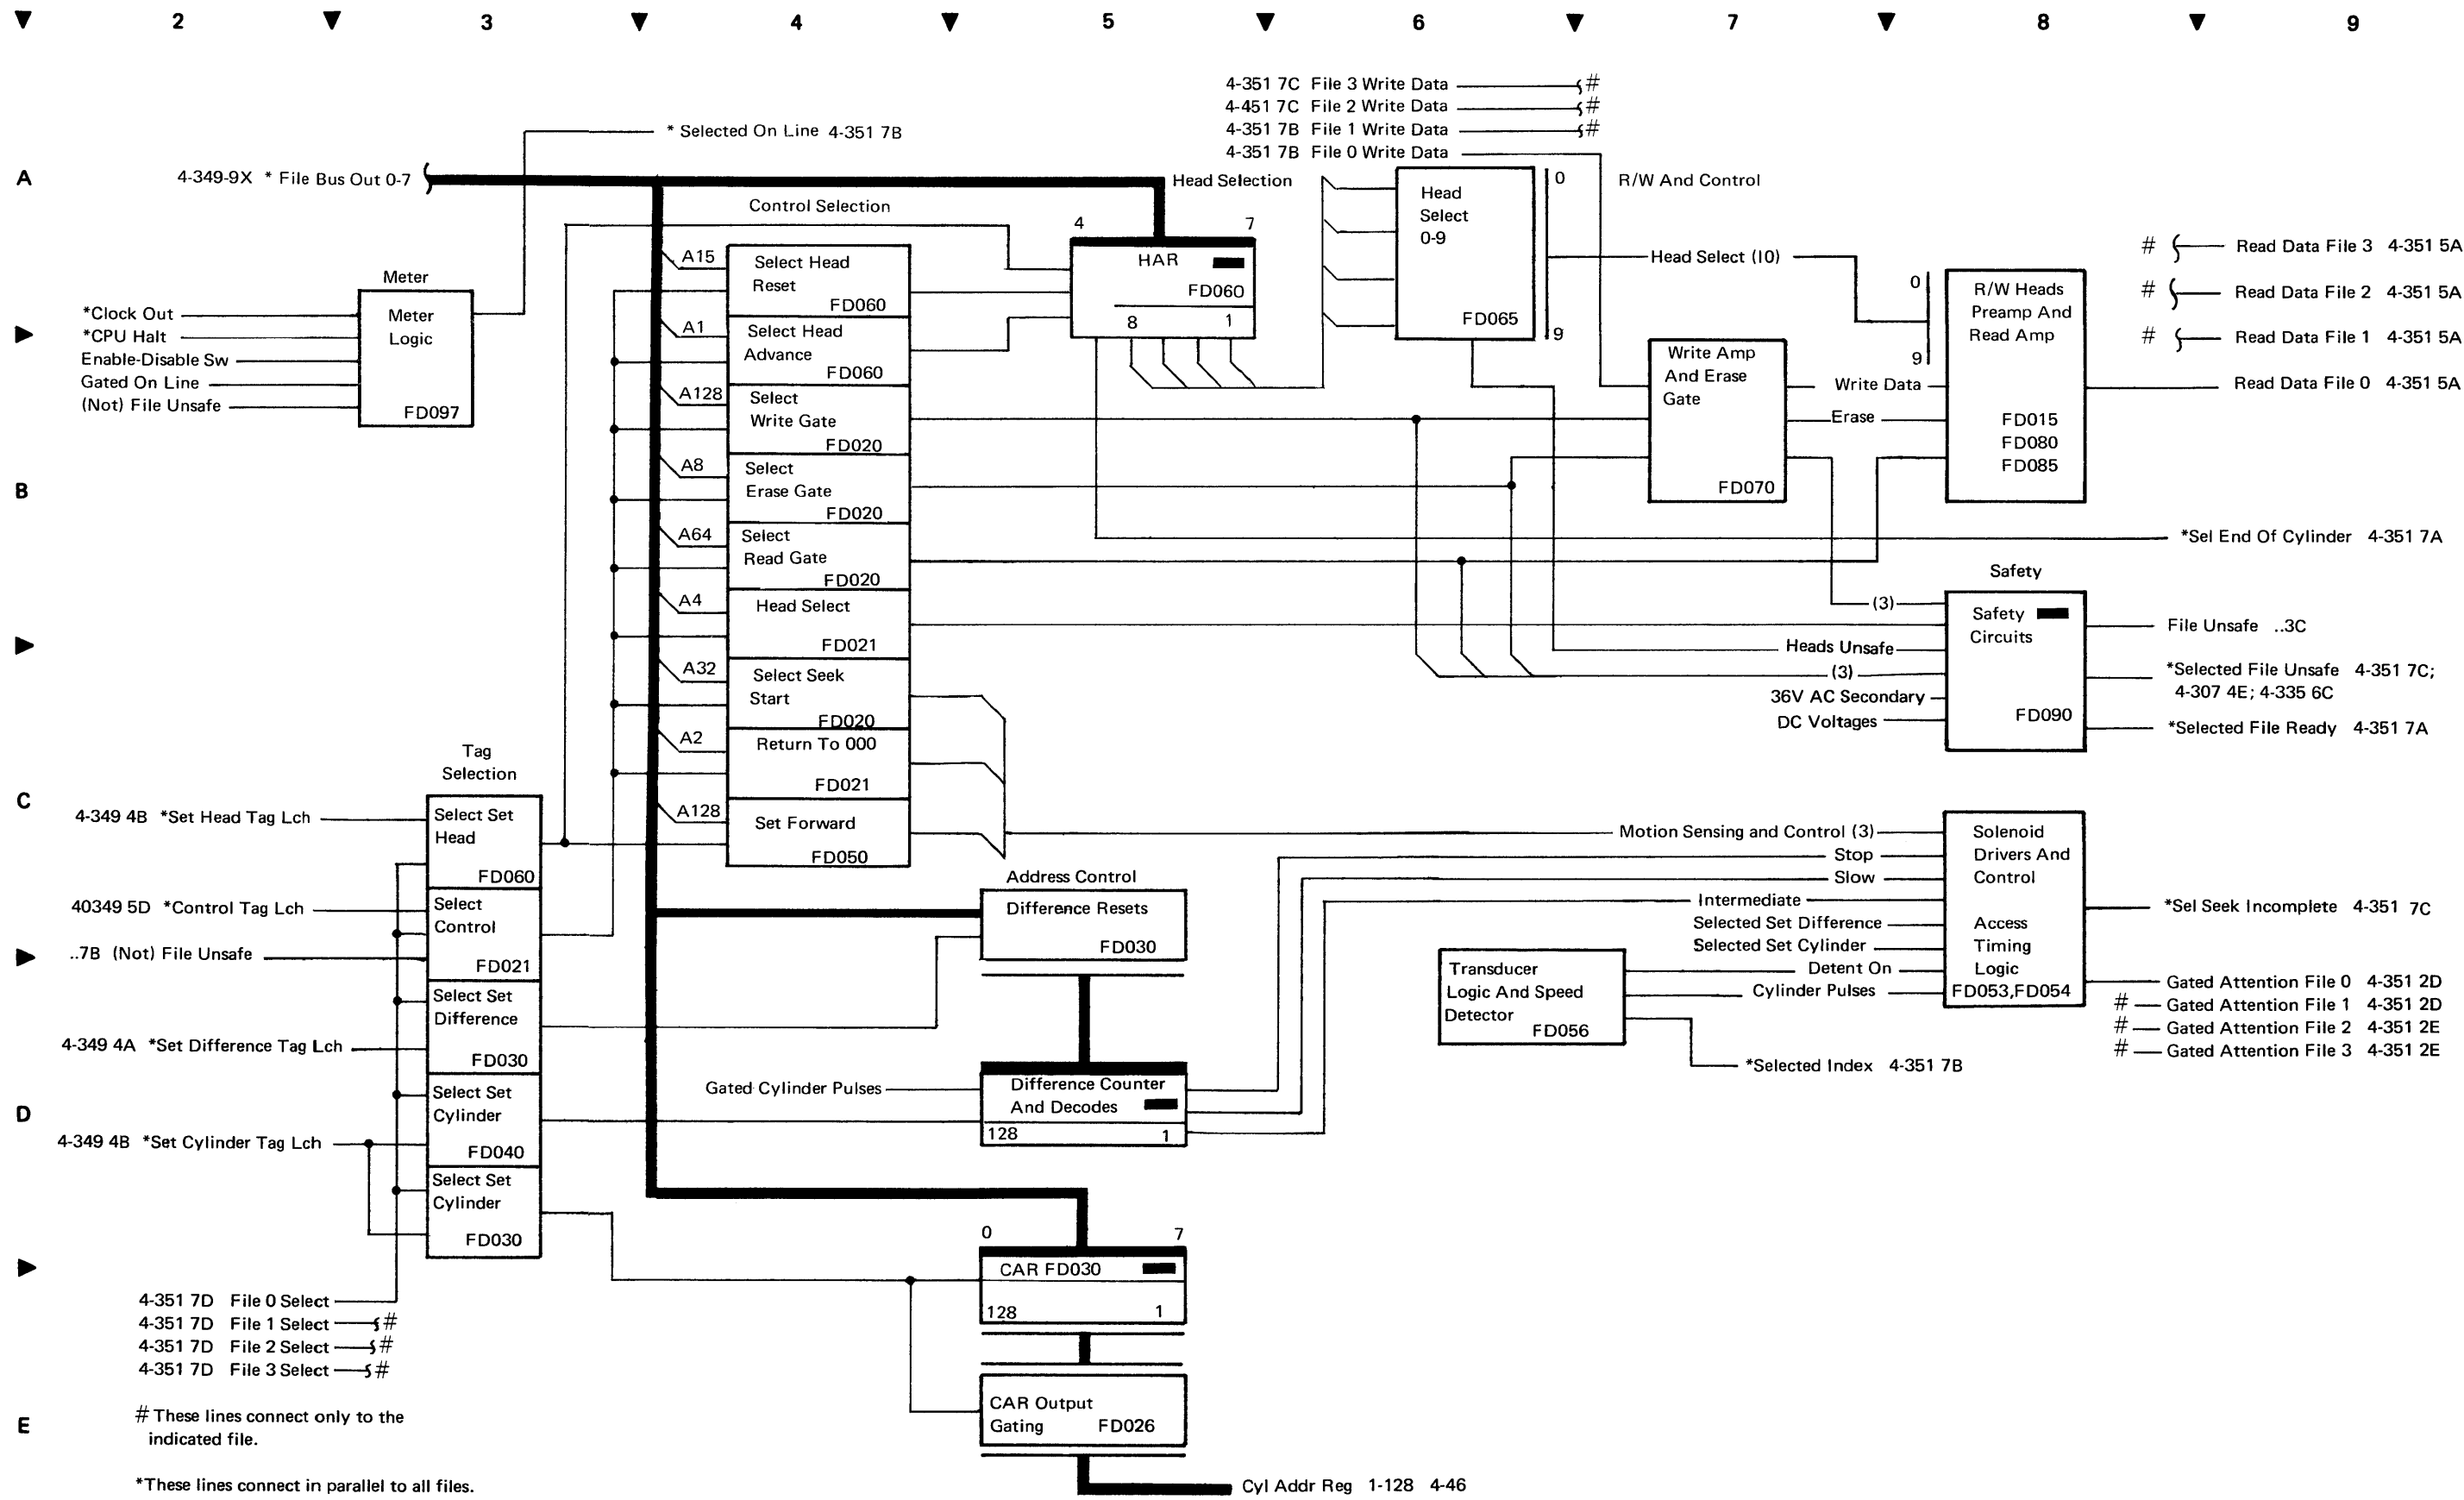 2 3 4 5 6 7 8 9
4-351 7C File 3 Write Data #
4-451 7C File 2 Write Data #
4-351 7B File 1 Write Data #
4-351 7B File 0 Write Data
* Selected On Line 4-351 7B
A
4-349-9X * File Bus Out 0-7
Head Selection
R/W And Control
Control Selection
Meter
*Clock Out
*CPU Halt
Enable-Disable Sw
Gated On Line
(Not) File Unsafe
Meter
Logic
FD097
A15
Select Head
Reset
FD060
A1
Select Head
Advance
FD060
A128
Select
Write Gate
FD020
A8
Select
Erase Gate
FD020
A64
Select
Read Gate
FD020
A4
Head Select
FD021
A32
Select Seek
Start
FD020
A2
Return To 000
FD021
A128
Set Forward
FD050
4 7
HAR
FD060
8 1
Head
Select
0-9
FD065
0
9
Head Select (I0)
0
9
Write Amp
And Erase
Gate
FD070
Write Data
Erase
R/W Heads
Preamp And
Read Amp
FD015
FD080
FD085
# Read Data File 3 4-351 5A
# Read Data File 2 4-351 5A
# Read Data File 1 4-351 5A
Read Data File 0 4-351 5A
B
*Sel End Of Cylinder 4-351 7A
Safety
(3)
Heads Unsafe
(3)
36V AC Secondary
DC Voltages
Safety
Circuits
FD090
File Unsafe ..3C
*Selected File Unsafe 4-351 7C;
4-307 4E; 4-335 6C
*Selected File Ready 4-351 7A
C
Tag
Selection
4-349 4B *Set Head Tag Lch
Select Set
Head
FD060
40349 5D *Control Tag Lch
Select
Control
..7B (Not) File Unsafe
FD021
Select Set
Difference
4-349 4A *Set Difference Tag Lch
FD030
Select Set
Cylinder
4-349 4B *Set Cylinder Tag Lch
FD040
Select Set
Cylinder
FD030
Address Control
Difference Resets
FD030
Motion Sensing and Control (3)
Stop
Slow
Intermediate
Selected Set Difference
Selected Set Cylinder
Detent On
Cylinder Pulses
Transducer
Logic And Speed
Detector
FD056
*Selected Index 4-351 7B
Solenoid
Drivers And
Control
Access
Timing
Logic
FD053,FD054
*Sel Seek Incomplete 4-351 7C
Gated Attention File 0 4-351 2D
# Gated Attention File 1 4-351 2D
# Gated Attention File 2 4-351 2E
# Gated Attention File 3 4-351 2E
D
Gated Cylinder Pulses
Difference Counter
And Decodes
128 1
0 7
CAR FD030
128 1
4-351 7D File 0 Select
4-351 7D File 1 Select #
4-351 7D File 2 Select #
4-351 7D File 3 Select #
E
CAR Output
Gating FD026
# These lines connect only to the
indicated file.
*These lines connect in parallel to all files.
Cyl Addr Reg 1-128 4-46